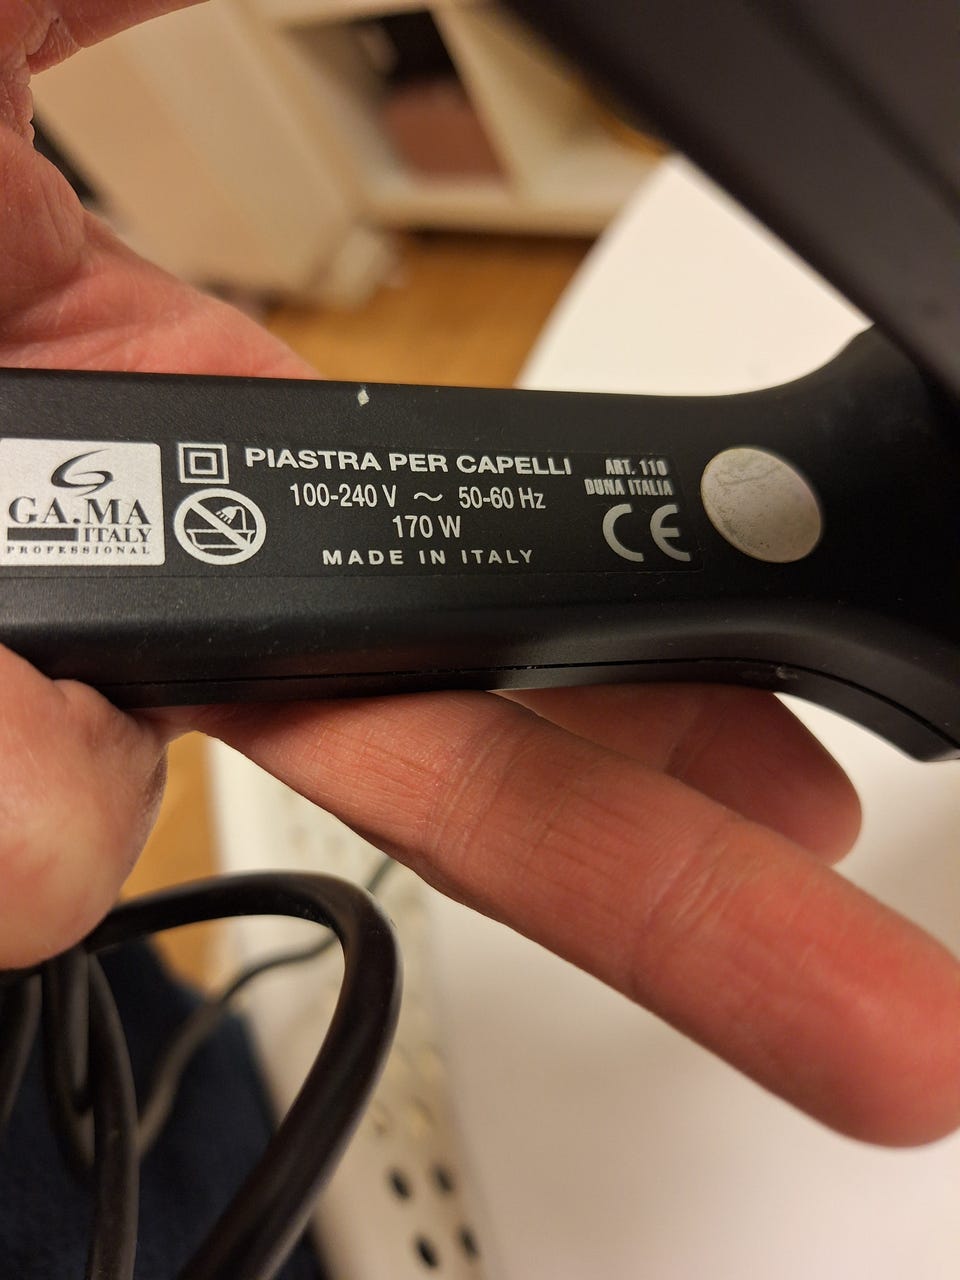 GA.MA
ITALY
PROFESSIONAL
PIASTRA PER CAPELLI
100-240 V ~ 50-60 Hz
170 W
MADE IN ITALY
ART. 110
DUNA ITALIA
CE